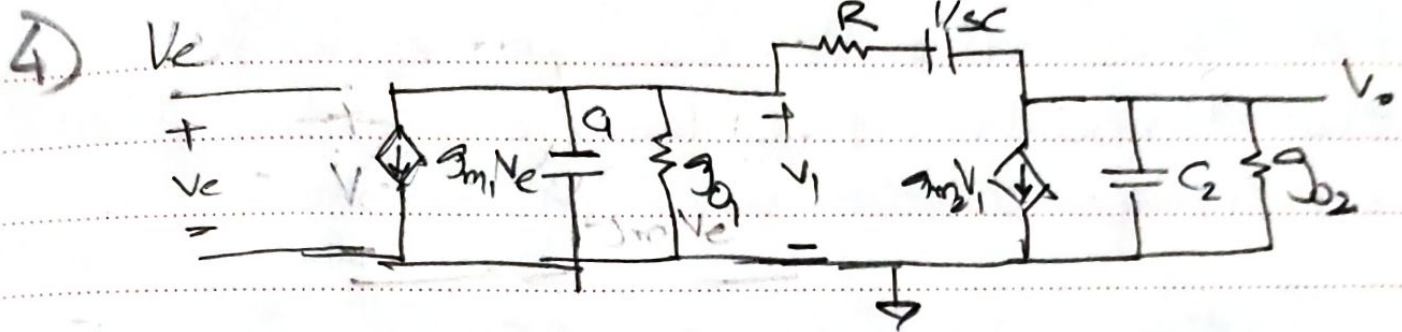 4) Ve
R 1/sc
+ Ve -
gm1Ve
C1
go1
+ V1 -
gm2V1
C2
go2
Vo